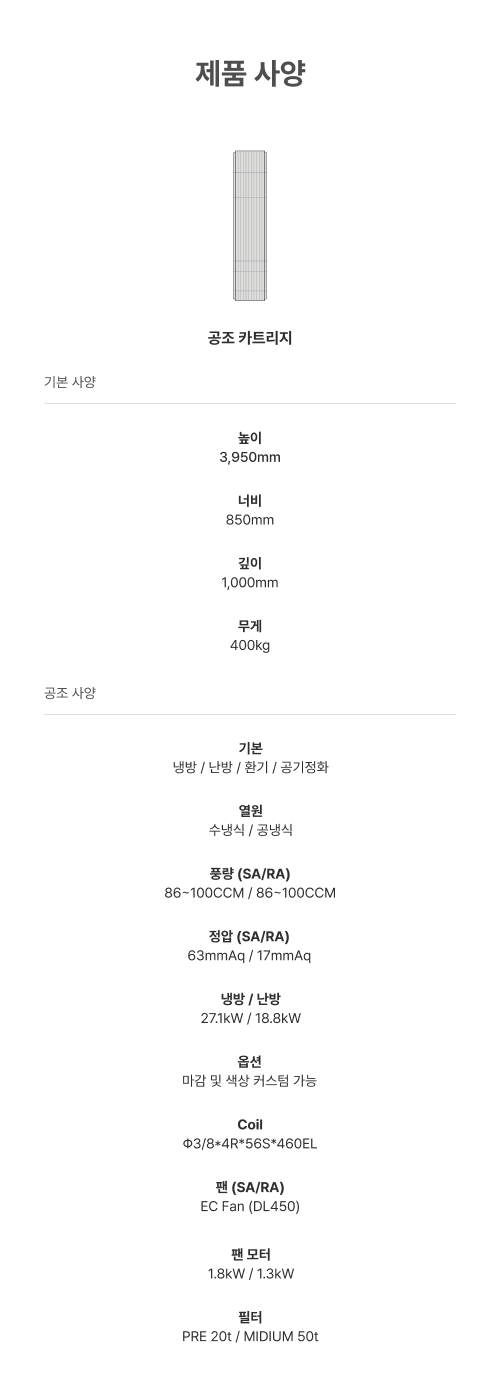 제품 사양
공조 카트리지
기본 사양
높이
3,950mm
너비
850mm
깊이
1,000mm
무게
400kg
공조 사양
기본
냉방 / 난방 / 환기 / 공기정화
열원
수냉식 / 공냉식
풍량 (SA/RA)
86~100CCM / 86~100CCM
정압 (SA/RA)
63mmAq / 17mmAq
냉방 / 난방
27.1kW / 18.8kW
옵션
마감 및 색상 커스텀 가능
Coil
Φ3/8*4R*56S*460EL
팬 (SA/RA)
EC Fan (DL450)
팬 모터
1.8kW / 1.3kW
필터
PRE 20t / MIDIUM 50t